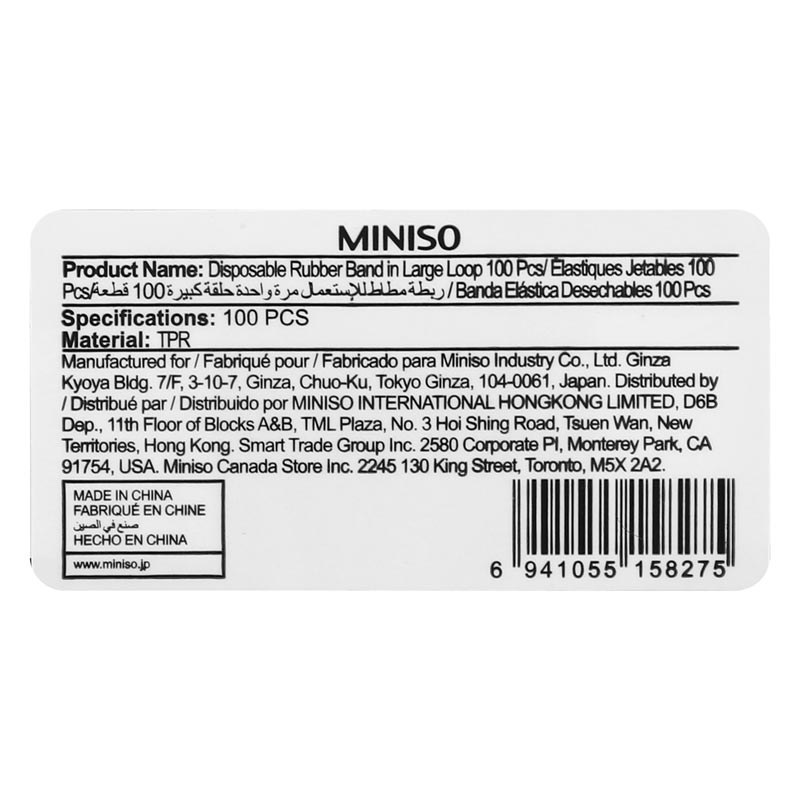 MINISO
Product Name: Disposable Rubber Band in Large Loop 100 Pcs/ Élastiques Jetables 100
Pcs/ربطة مطاط للإستعمال مرة واحدة حلقة كبيرة 100 قطعة / Banda Elástica Desechables 100 Pcs
Specifications: 100 PCS
Material: TPR
Manufactured for / Fabriqué pour / Fabricado para Miniso Industry Co., Ltd. Ginza
Kyoya Bldg. 7/F, 3-10-7, Ginza, Chuo-Ku, Tokyo Ginza, 104-0061, Japan. Distributed by
/ Distribué par / Distribuido por MINISO INTERNATIONAL HONGKONG LIMITED, D6B
Dep., 11th Floor of Blocks A&B, TML Plaza, No. 3 Hoi Shing Road, Tsuen Wan, New
Territories, Hong Kong. Smart Trade Group Inc. 2580 Corporate Pl, Monterey Park, CA
91754, USA. Miniso Canada Store Inc. 2245 130 King Street, Toronto, M5X 2A2.
MADE IN CHINA
FABRIQUÉ EN CHINE
صنع في الصين
HECHO EN CHINA
www.miniso.jp
6 941055 158275